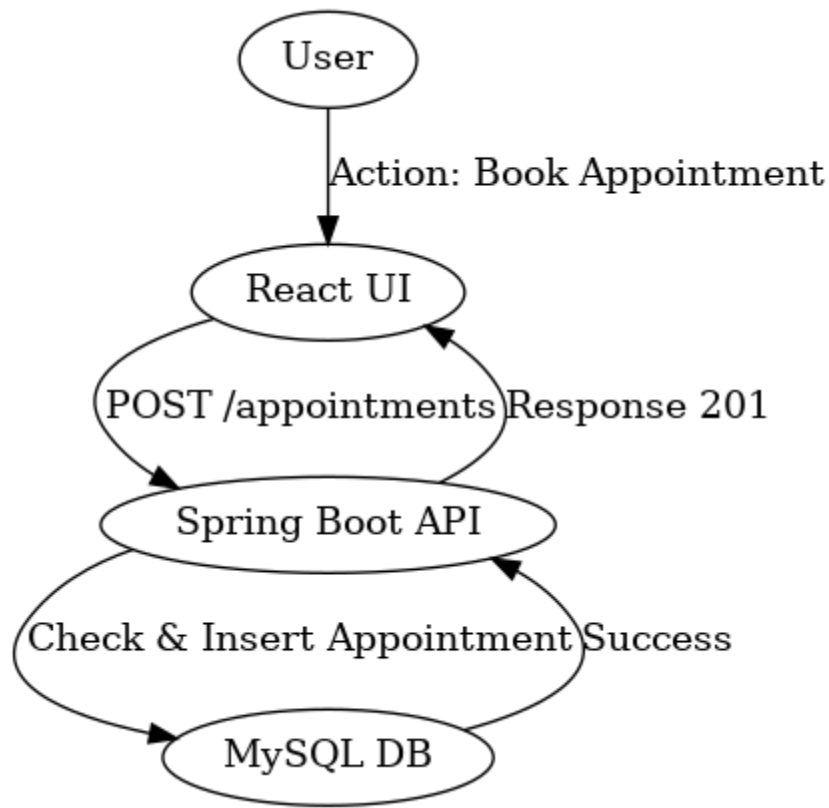 User
Action: Book Appointment
React UI
POST /appointments
Response 201
Spring Boot API
Check & Insert Appointment
Success
MySQL DB